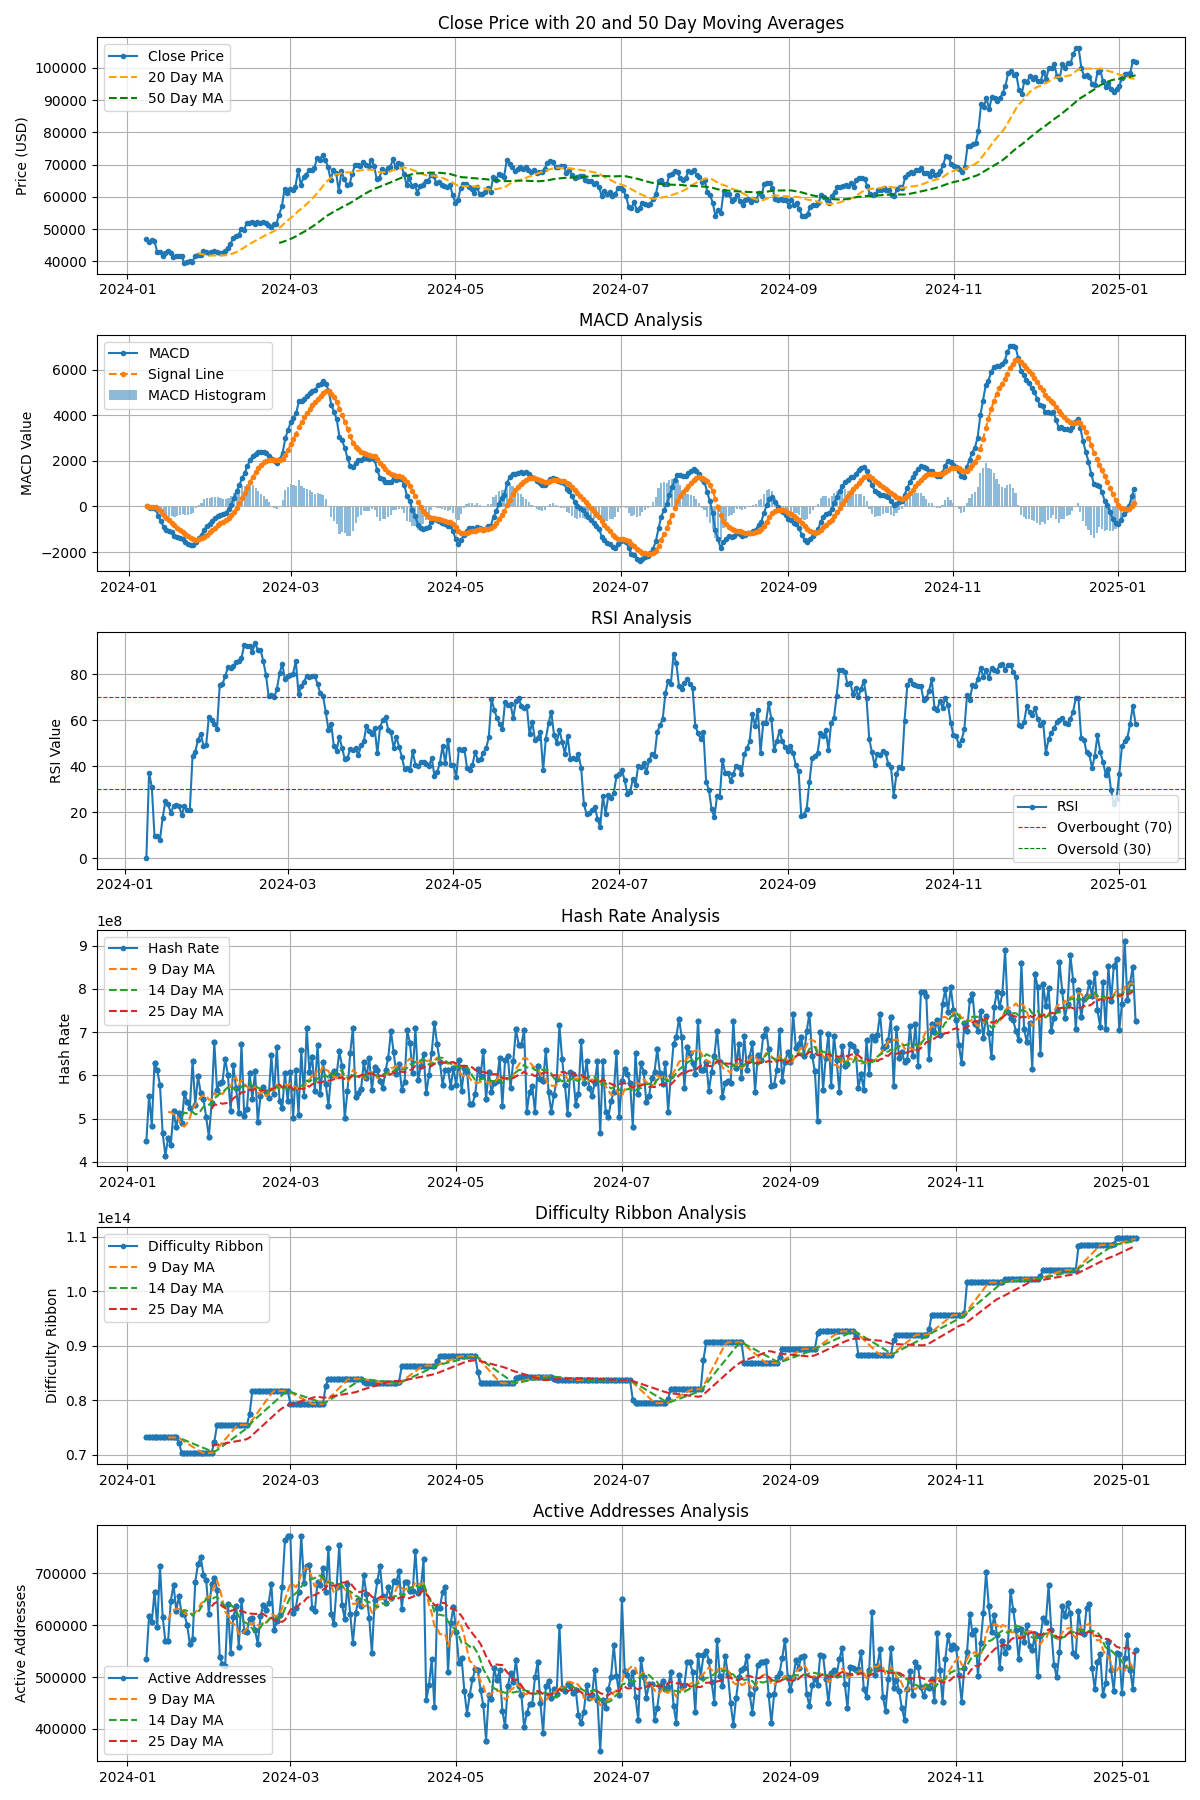 Close Price with 20 and 50 Day Moving Averages
Close Price
20 Day MA
50 Day MA
Price (USD)
100000
90000
80000
70000
60000
50000
40000
2024-01 2024-03 2024-05 2024-07 2024-09 2024-11 2025-01
MACD Analysis
MACD
Signal Line
MACD Histogram
MACD Value
6000
4000
2000
0
−2000
2024-01 2024-03 2024-05 2024-07 2024-09 2024-11 2025-01
RSI Analysis
RSI Value
80
60
40
20
0
RSI
Overbought (70)
Oversold (30)
2024-01 2024-03 2024-05 2024-07 2024-09 2024-11 2025-01
Hash Rate Analysis
1e8
Hash Rate
9 Day MA
14 Day MA
25 Day MA
Hash Rate
9
8
7
6
5
4
2024-01 2024-03 2024-05 2024-07 2024-09 2024-11 2025-01
Difficulty Ribbon Analysis
1e14
Difficulty Ribbon
9 Day MA
14 Day MA
25 Day MA
Difficulty Ribbon
1.1
1.0
0.9
0.8
0.7
2024-01 2024-03 2024-05 2024-07 2024-09 2024-11 2025-01
Active Addresses Analysis
Active Addresses
700000
600000
500000
400000
Active Addresses
9 Day MA
14 Day MA
25 Day MA
2024-01 2024-03 2024-05 2024-07 2024-09 2024-11 2025-01